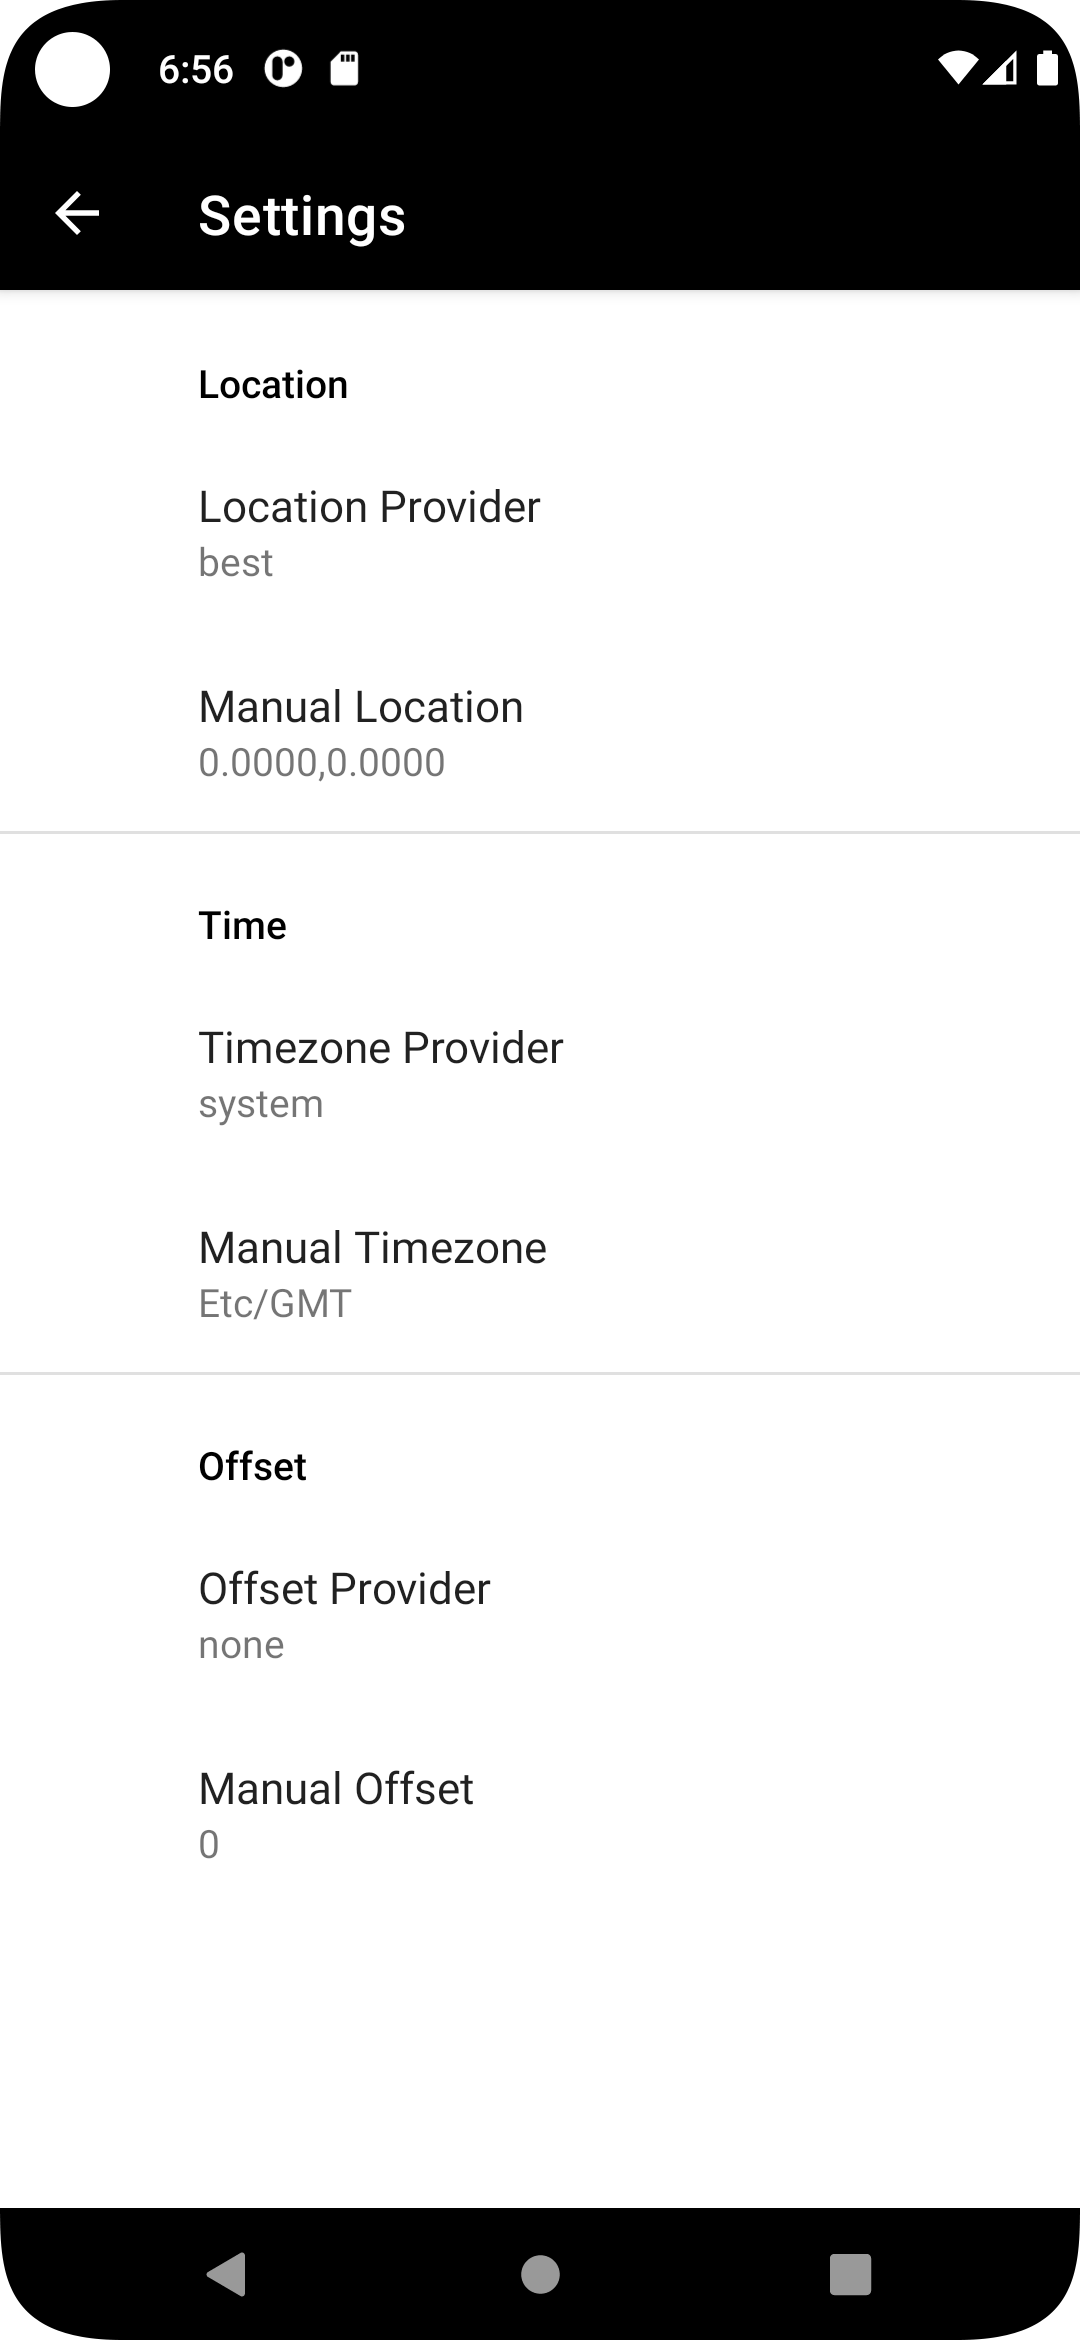 6:56
Settings
Location
Location Provider
best
Manual Location
0.0000,0.0000
Time
Timezone Provider
system
Manual Timezone
Etc/GMT
Offset
Offset Provider
none
Manual Offset
0